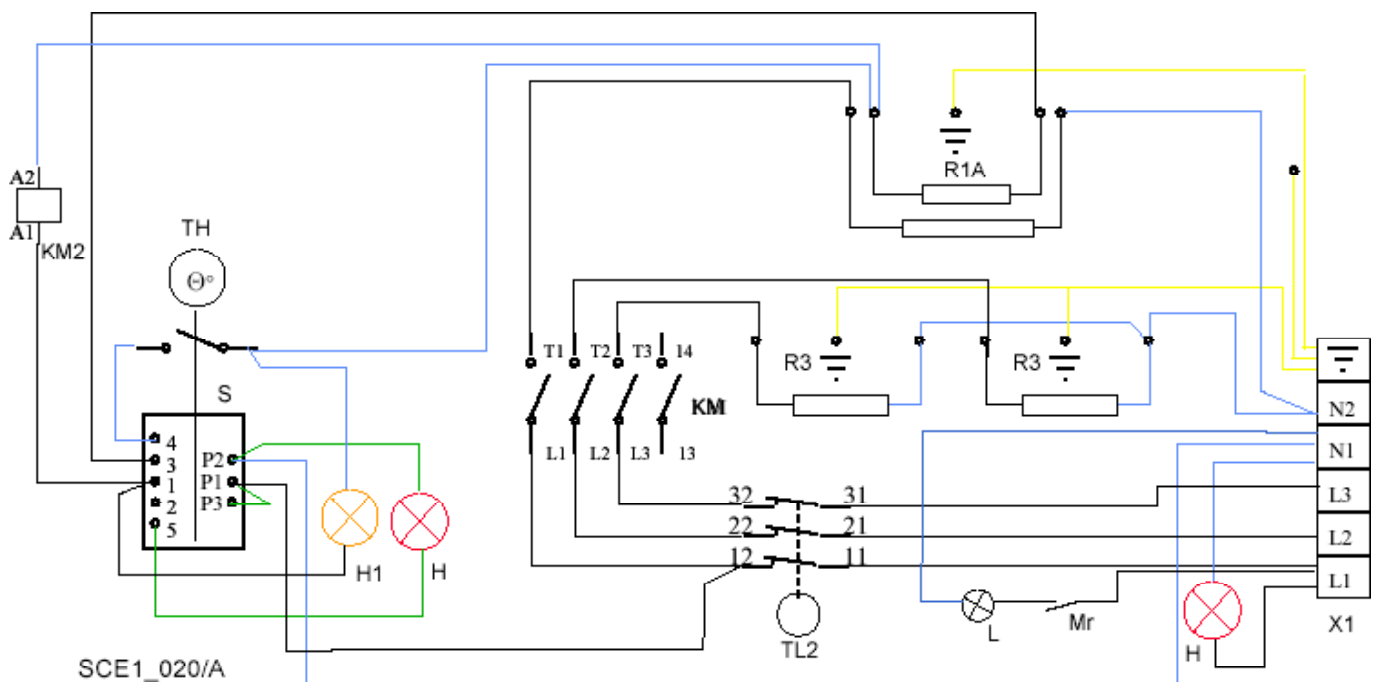 R1A
A2
A1
KM2
TH
Θ°
T1 T2 T3 14
R3 R3
S
KM
4
3 P2
1 P1
2 P3
5
L1 L2 L3 13
N2
N1
L3
L2
L1
32 31
22 21
12 11
H1 H
TL2
L Mr
H
X1
SCE1_020/A